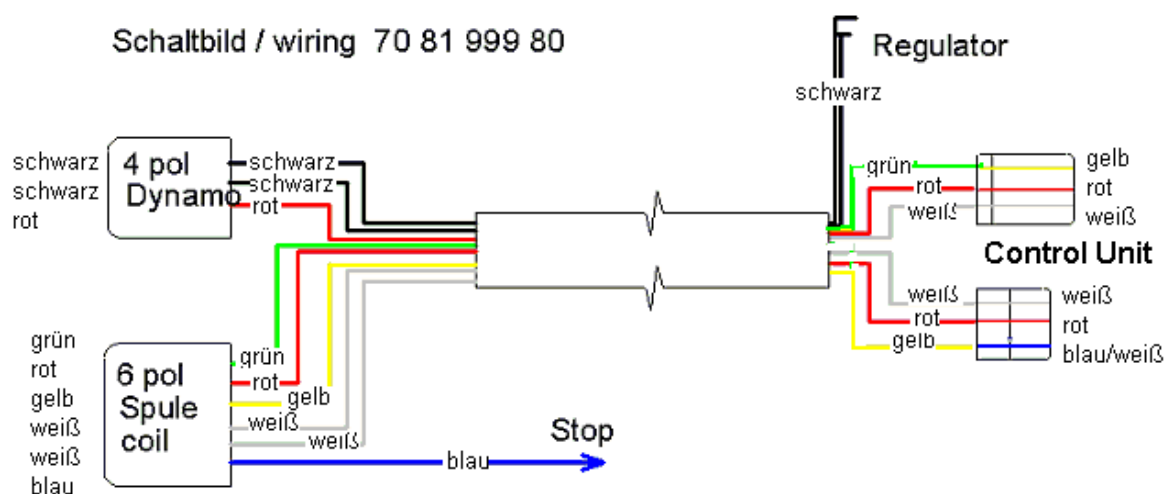 Schaltbild / wiring 70 81 999 80
Regulator
schwarz
schwarz
schwarz
rot
4 pol
Dynamo
schwarz
schwarz
rot
grün
rot
weiß
gelb
rot
weiß
Control Unit
weiß
rot
gelb
weiß
rot
blau/weiß
grün
rot
gelb
weiß
weiß
blau
6 pol
Spule
coil
grün
rot
gelb
weiß
weiß
blau
Stop